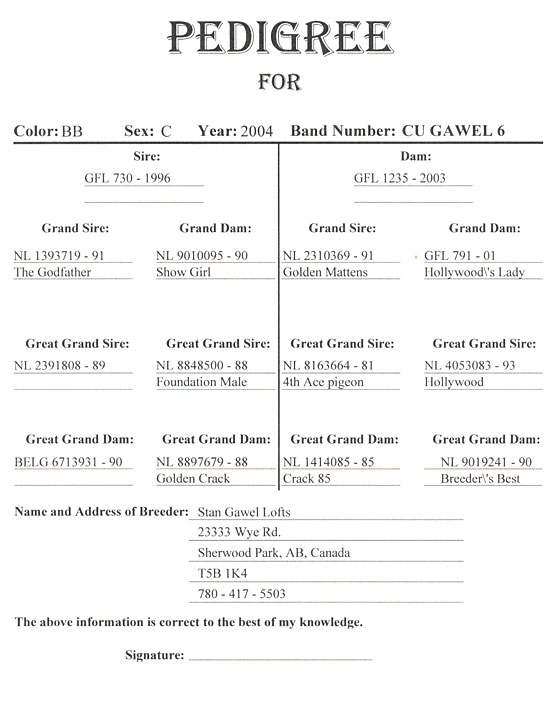 PEDIGREE
FOR
Color: BB Sex: C Year: 2004 Band Number: CU GAWEL 6
Sire: Dam:
GFL 730 - 1996 GFL 1235 - 2003
Grand Sire: Grand Dam: Grand Sire: Grand Dam:
NL 1393719 - 91 NL 9010095 - 90 NL 2310369 - 91 GFL 791 - 01
The Godfather Show Girl Golden Mattens Hollywood\'s Lady
Great Grand Sire: Great Grand Sire: Great Grand Sire: Great Grand Sire:
NL 2391808 - 89 NL 8848500 - 88 NL 8163664 - 81 NL 4053083 - 93
Foundation Male 4th Ace pigeon Hollywood
Great Grand Dam: Great Grand Dam: Great Grand Dam: Great Grand Dam:
BELG 6713931 - 90 NL 8897679 - 88 NL 1414085 - 85 NL 9019241 - 90
Golden Crack Crack 85 Breeder\'s Best
Name and Address of Breeder: Stan Gawel Lofts
23333 Wye Rd.
Sherwood Park, AB, Canada
T5B 1K4
780 - 417 - 5503
The above information is correct to the best of my knowledge.
Signature: